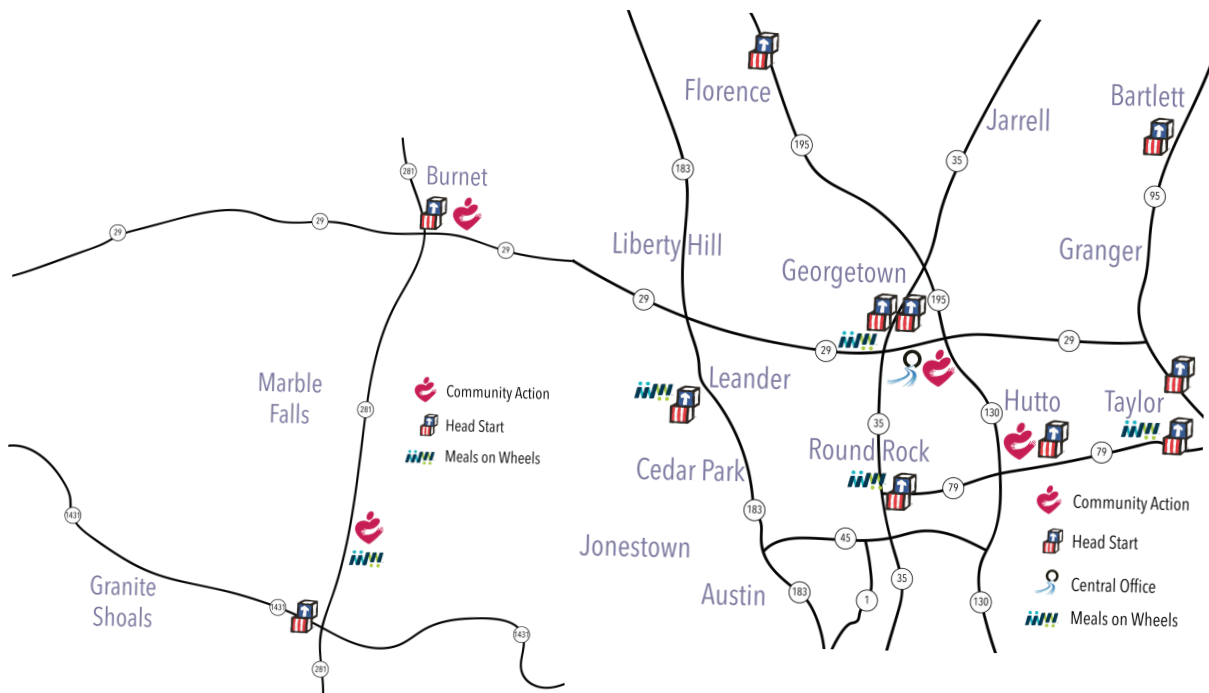 Florence
Bartlett
Jarrell
195
35
183
281
Burnet
95
29
29
29
Liberty Hill
Granger
Georgetown
29
195
29
29
Marble
Falls
Leander
Community Action
281
Head Start
Meals on Wheels
35
130
Hutto
Taylor
Round Rock
79
Cedar Park
79
183
1431
Community Action
Jonestown
45
Head Start
Granite
Shoals
Austin
183
35
1
130
Central Office
1431
Meals on Wheels
1431
281